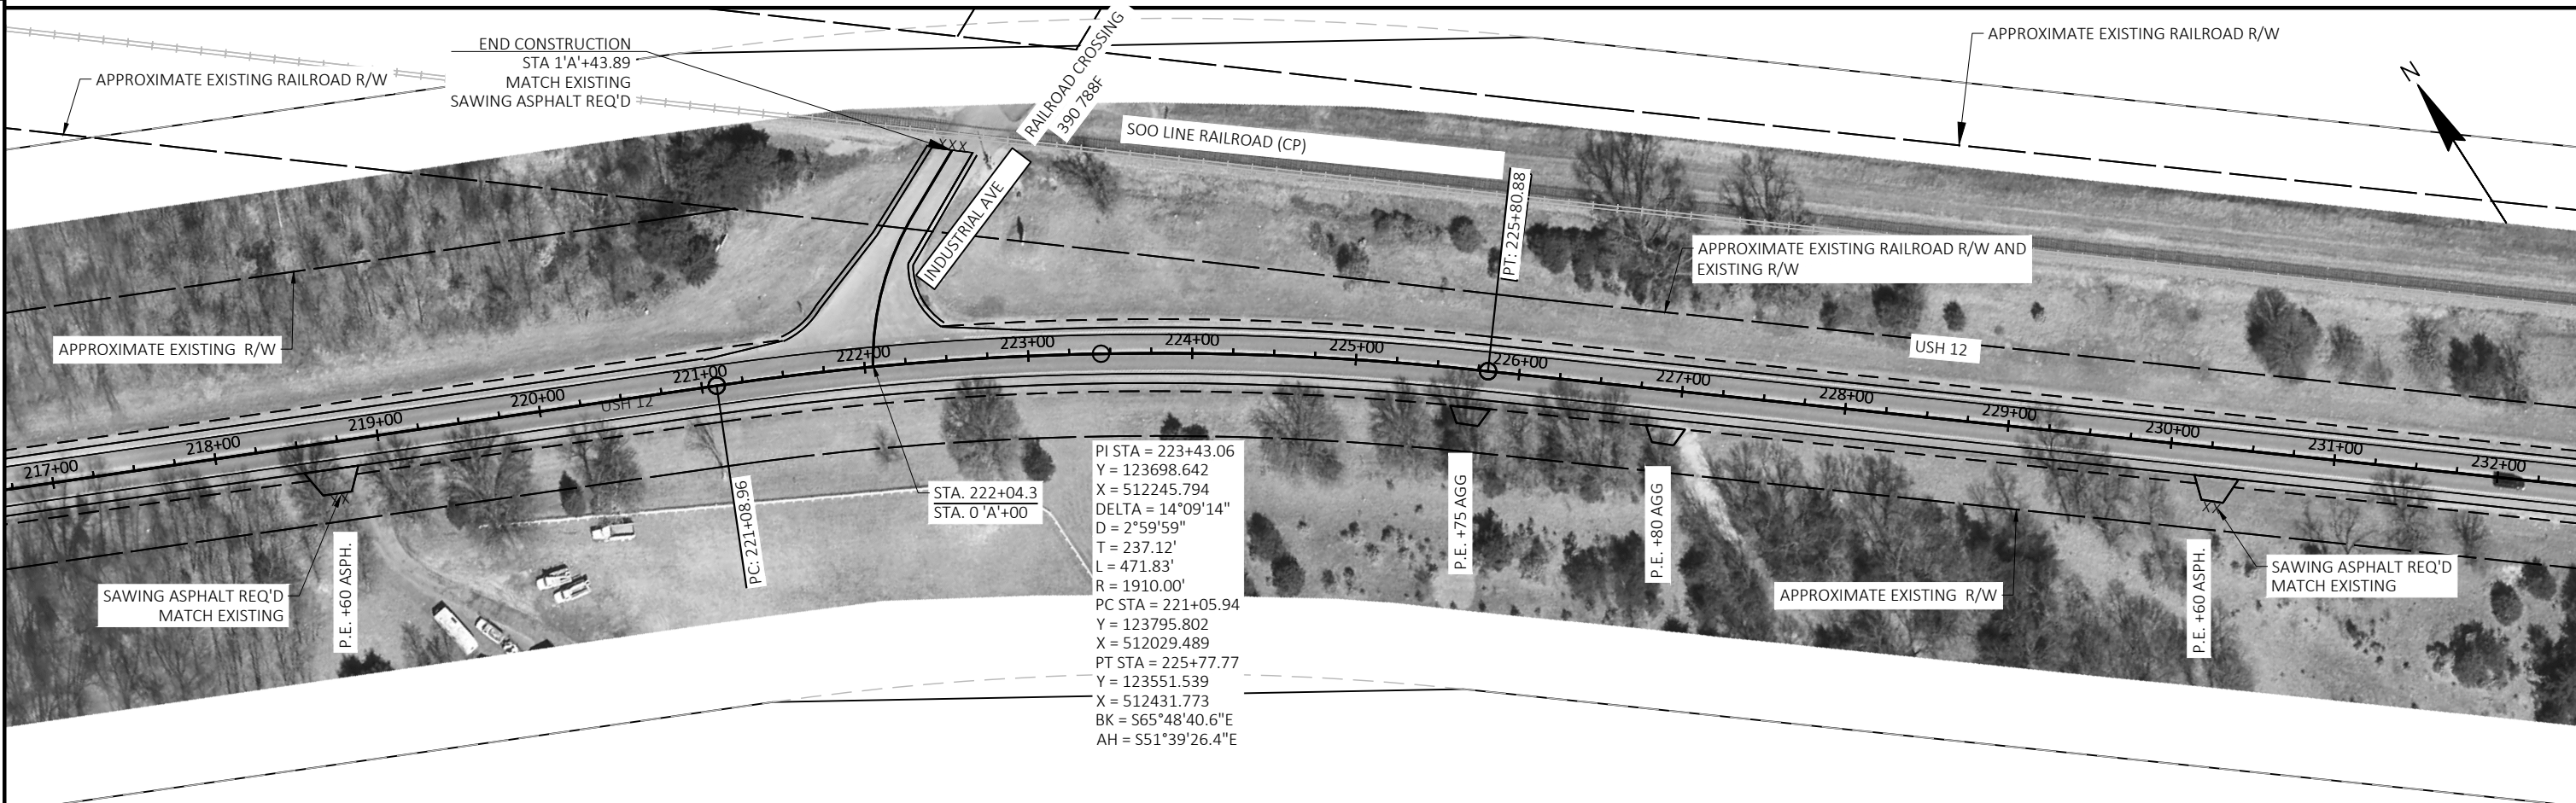 END CONSTRUCTION
STA 1'A'+43.89
MATCH EXISTING
SAWING ASPHALT REQ'D
APPROXIMATE EXISTING RAILROAD R/W
RAILROAD CROSSING
390 788F
APPROXIMATE EXISTING RAILROAD R/W
N
SOO LINE RAILROAD (CP)
INDUSTRIAL AVE
PT: 225+80.88
APPROXIMATE EXISTING RAILROAD R/W AND
EXISTING R/W
APPROXIMATE EXISTING R/W
USH 12
217+00
218+00
219+00
220+00
221+00
222+00
223+00
224+00
225+00
226+00
227+00
228+00
229+00
230+00
231+00
232+00
USH 12
PC: 221+08.96
STA. 222+04.3
STA. 0 'A'+00
PI STA = 223+43.06
Y = 123698.642
X = 512245.794
DELTA = 14°09'14"
D = 2°59'59"
T = 237.12'
L = 471.83'
R = 1910.00'
PC STA = 221+05.94
Y = 123795.802
X = 512029.489
PT STA = 225+77.77
Y = 123551.539
X = 512431.773
BK = S65°48'40.6"E
AH = S51°39'26.4"E
SAWING ASPHALT REQ'D
MATCH EXISTING
P.E. +60 ASPH.
P.E. +75 AGG
P.E. +80 AGG
APPROXIMATE EXISTING R/W
P.E. +60 ASPH.
SAWING ASPHALT REQ'D
MATCH EXISTING